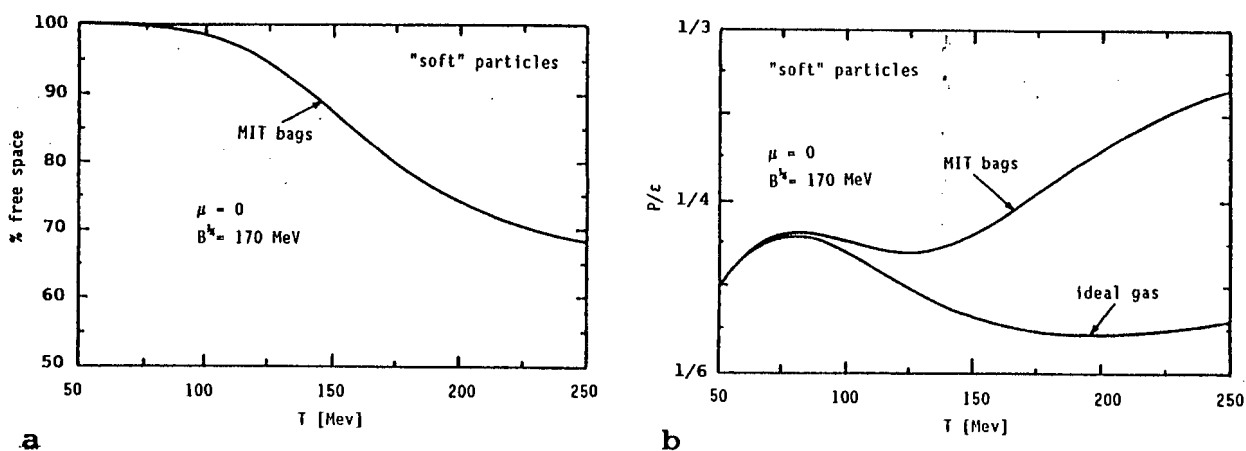 100
90
80
70
60
50
% free space
"soft" particles
MIT bags
μ = 0
B¼= 170 MeV
50
100
150
200
250
T [Mev]
a
1/3
1/4
1/6
P/ε
"soft" particles
μ = 0
B¼= 170 MeV
MIT bags
ideal gas
50
100
150
200
250
T [Mev]
b